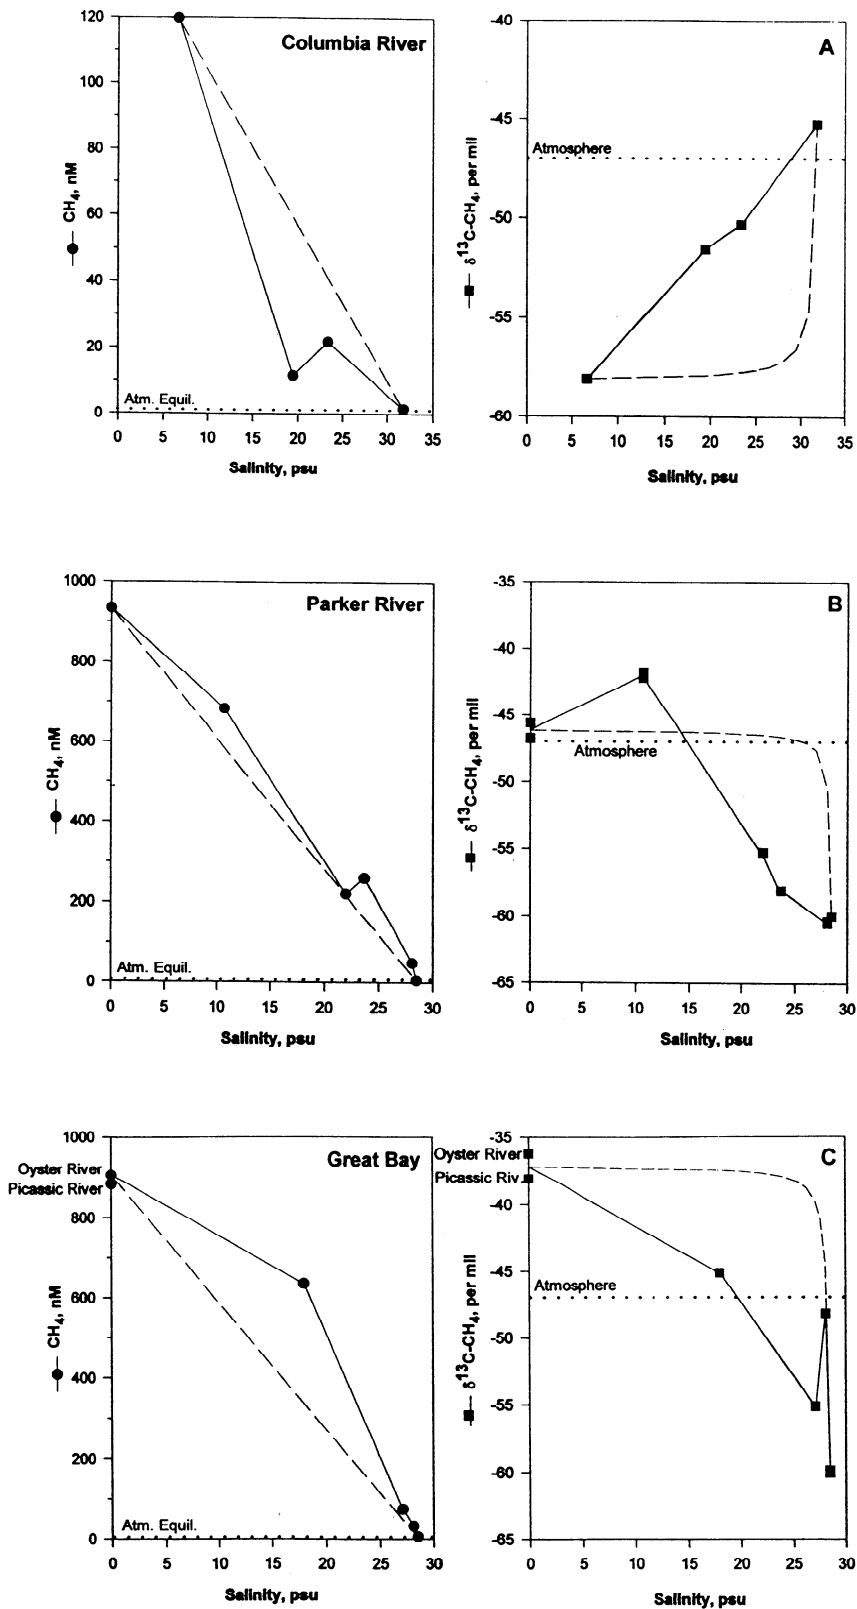 Columbia River
120
100
80
60
40
20
0
CH4, nM
Atm. Equil.
0 5 10 15 20 25 30 35
Salinity, psu
A
-40
-45
-50
-55
-60
δ13C-CH4, per mil
Atmosphere
0 5 10 15 20 25 30 35
Salinity, psu
Parker River
1000
800
600
400
200
0
CH4, nM
Atm. Equil.
0 5 10 15 20 25 30
Salinity, psu
B
-35
-40
-45
-50
-55
-60
-65
δ13C-CH4, per mil
Atmosphere
0 5 10 15 20 25 30
Salinity, psu
Great Bay
1000
Oyster River
Picassic River
800
600
400
200
0
CH4, nM
Atm. Equil.
0 5 10 15 20 25 30
Salinity, psu
C
-35
Oyster River
Picassic Riv.
-40
-45
-50
-55
-60
-65
δ13C-CH4, per mil
Atmosphere
0 5 10 15 20 25 30
Salinity, psu